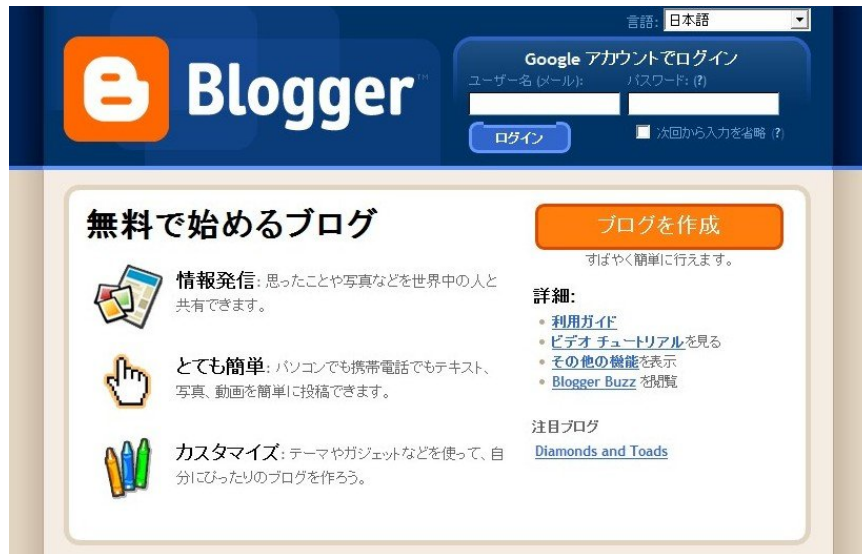 言語: 日本語
Blogger™
Google アカウントでログイン
ユーザー名 (メール): パスワード: (?)
ログイン
次回から入力を省略 (?)
無料で始めるブログ
情報発信: 思ったことや写真などを世界中の人と
共有できます。
とても簡単: パソコンでも携帯電話でもテキスト、
写真、動画を簡単に投稿できます。
カスタマイズ: テーマやガジェットなどを使って、自
分にぴったりのブログを作ろう。
ブログを作成
すばやく簡単に行えます。
詳細:
• 利用ガイド
• ビデオ チュートリアルを見る
• その他の機能を表示
• Blogger Buzz を閲覧
注目ブログ
Diamonds and Toads